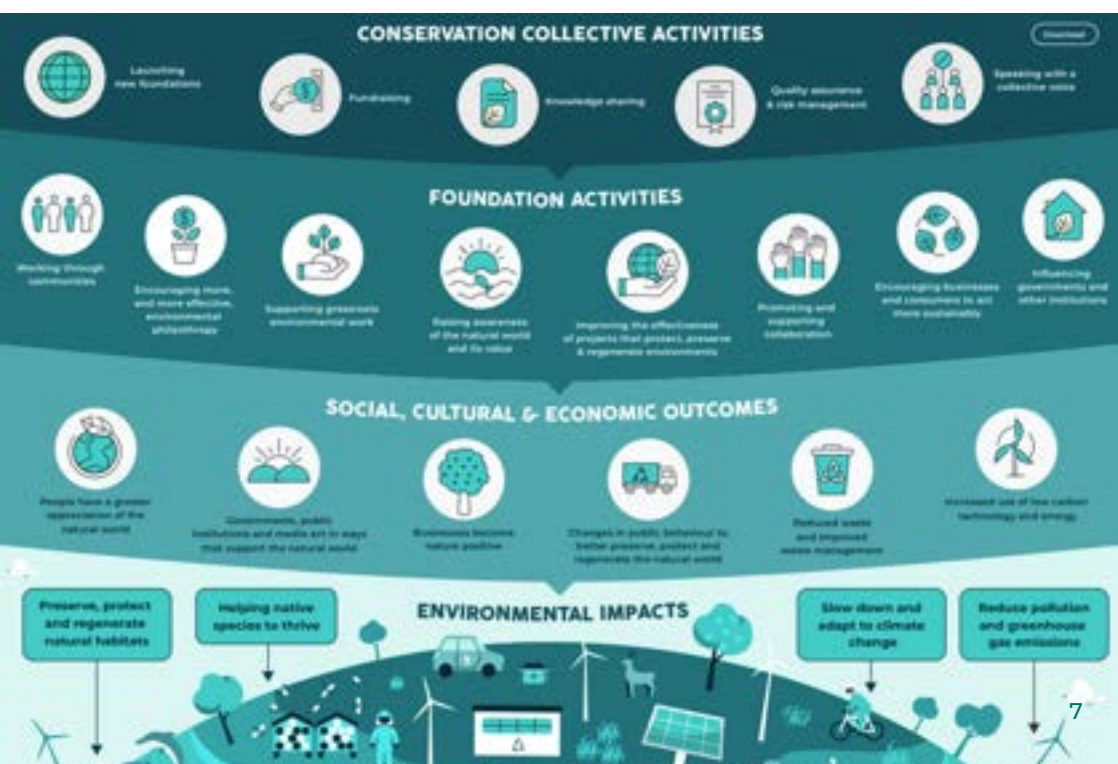 CONSERVATION COLLECTIVE ACTIVITIES
Download
Launching
new foundations
Fundraising
Knowledge sharing
Quality assurance
& risk management
Speaking with a
collective voice
FOUNDATION ACTIVITIES
Working through
communities
Encouraging more,
and more effective,
environmental
philanthropy
Supporting grassroots
environmental work
Raising awareness
of the natural world
and its value
Improving the effectiveness
of projects that protect, preserve
& regenerate environments
Promoting and
supporting
collaboration
Encouraging businesses
and consumers to act
more sustainably
Influencing
governments and
other institutions
SOCIAL, CULTURAL & ECONOMIC OUTCOMES
People have a greater
appreciation of the
natural world
Governments, public
institutions and media act in ways
that support the natural world
Businesses become
nature positive
Changes in public behaviour to
better preserve, protect and
regenerate the natural world
Reduced waste
and improved
waste management
Increased use of low carbon
technology and energy
ENVIRONMENTAL IMPACTS
Preserve, protect
and regenerate
natural habitats
Helping native
species to thrive
Slow down and
adapt to climate
change
Reduce pollution
and greenhouse
gas emissions
7